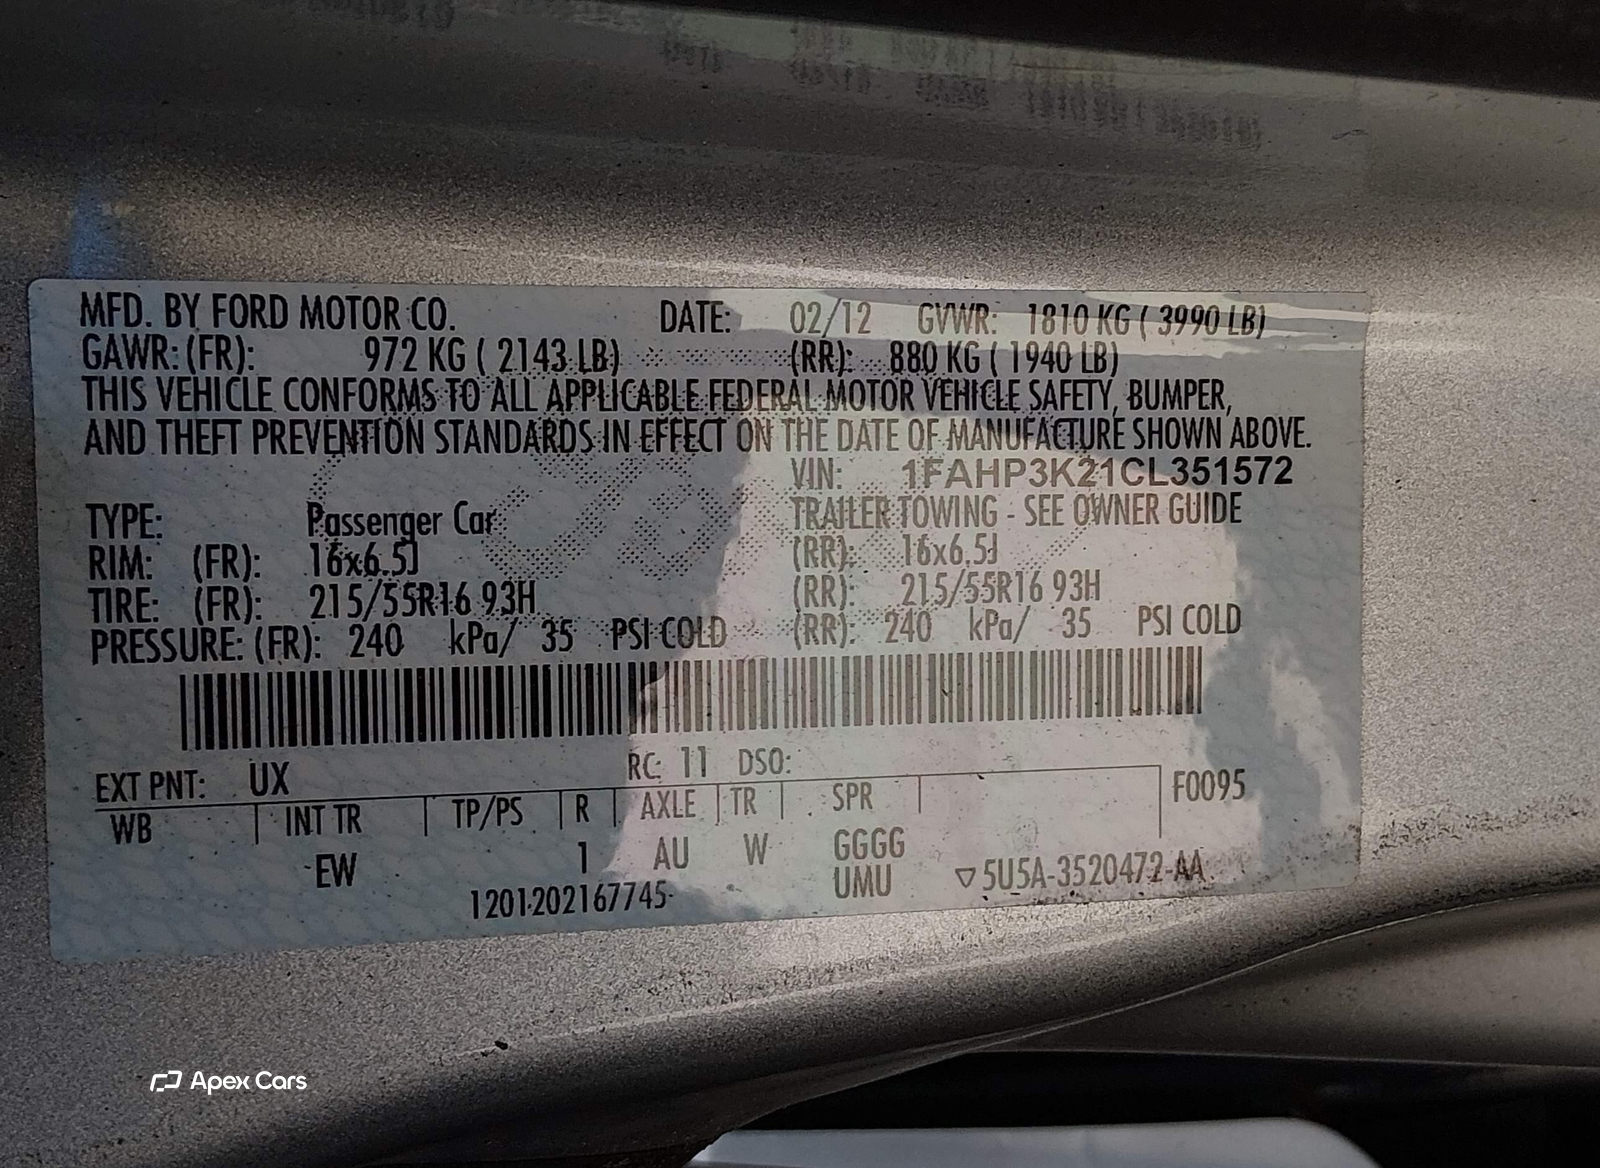 MFD. BY FORD MOTOR CO. DATE: 02/12 GVWR: 1810 KG ( 3990 LB)
GAWR: (FR): 972 KG ( 2143 LB) (RR): 880 KG ( 1940 LB)
THIS VEHICLE CONFORMS TO ALL APPLICABLE FEDERAL MOTOR VEHICLE SAFETY, BUMPER,
AND THEFT PREVENTION STANDARDS IN EFFECT ON THE DATE OF MANUFACTURE SHOWN ABOVE.
VIN: 1FAHP3K21CL351572
TYPE: Passenger Car TRAILER TOWING - SEE OWNER GUIDE
RIM: (FR): 16x6.5J (RR): 16x6.5J
TIRE: (FR): 215/55R16 93H (RR): 215/55R16 93H
PRESSURE: (FR): 240 kPa/ 35 PSI COLD (RR): 240 kPa/ 35 PSI COLD
EXT PNT: UX RC: 11 DSO:
WB INT TR TP/PS R AXLE TR SPR F0095
EW 1 AU W GGGG
UMU
1201202167745 ▽5U5A-3520472-AA
Apex Cars